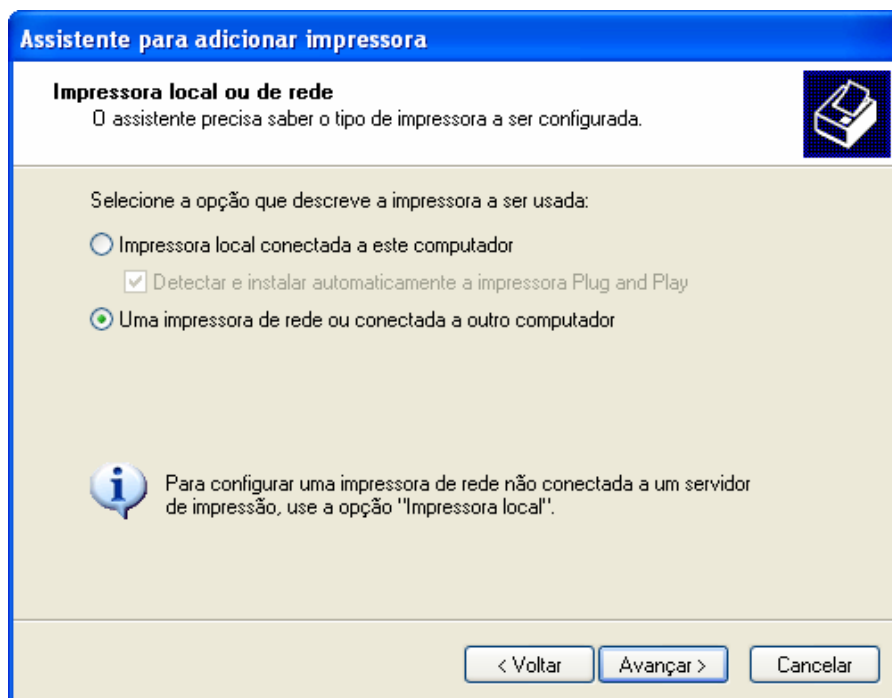 Assistente para adicionar impressora
Impressora local ou de rede
O assistente precisa saber o tipo de impressora a ser configurada.
Selecione a opção que descreve a impressora a ser usada:
Impressora local conectada a este computador
Detectar e instalar automaticamente a impressora Plug and Play
Uma impressora de rede ou conectada a outro computador
Para configurar uma impressora de rede não conectada a um servidor
de impressão, use a opção "Impressora local".
< Voltar Avançar > Cancelar